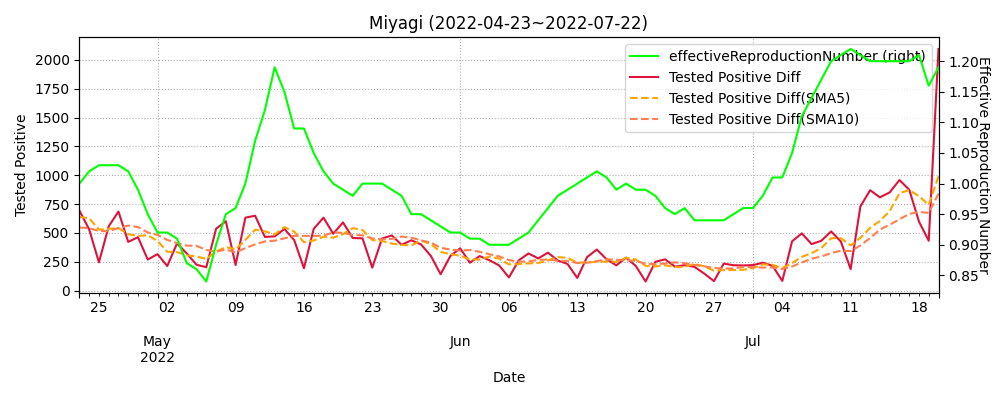 Miyagi (2022-04-23~2022-07-22)
effectiveReproductionNumber (right)
Tested Positive Diff
Tested Positive Diff(SMA5)
Tested Positive Diff(SMA10)
Tested Positive
2000
1750
1500
1250
1000
750
500
250
0
1.20
1.15
1.10
1.05
1.00
0.95
0.90
0.85
Effective Reproduction Number
25 02 09 16 23 30 06 13 20 27 04 11 18
May Jun Jul
2022
Date